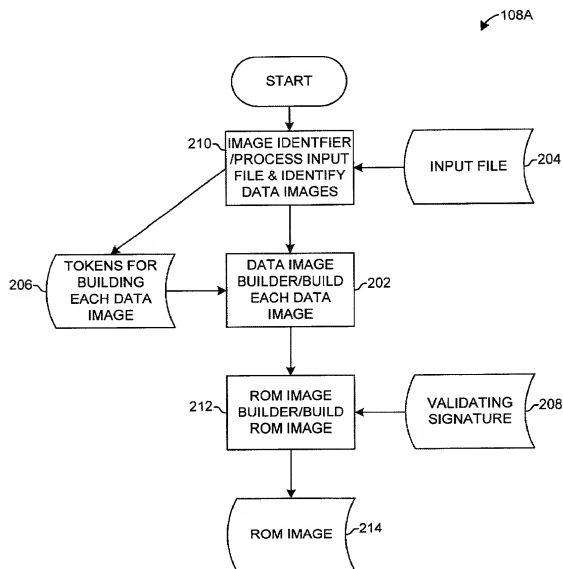 108A
START
210
IMAGE IDENTFIER
/PROCESS INPUT
FILE & IDENTIFY
DATA IMAGES
INPUT FILE
204
206
TOKENS FOR
BUILDING
EACH DATA
IMAGE
DATA IMAGE
BUILDER/BUILD
EACH DATA
IMAGE
202
212
ROM IMAGE
BUILDER/BUILD
ROM IMAGE
VALIDATING
SIGNATURE
208
ROM IMAGE
214